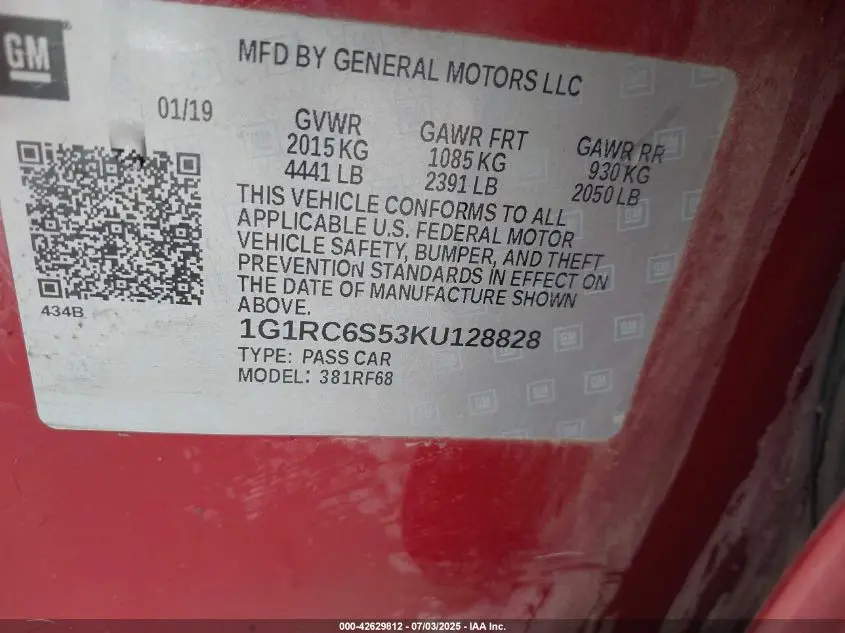 GM
MFD BY GENERAL MOTORS LLC
01/19
GVWR
2015 KG
4441 LB
GAWR FRT
1085 KG
2391 LB
GAWR RR
930 KG
2050 LB
THIS VEHICLE CONFORMS TO ALL
APPLICABLE U.S. FEDERAL MOTOR
VEHICLE SAFETY, BUMPER, AND THEFT
PREVENTION STANDARDS IN EFFECT ON
THE DATE OF MANUFACTURE SHOWN
ABOVE.
434B
1G1RC6S53KU128828
TYPE: PASS CAR
MODEL: 381RF68
000-42629812 - 07/03/2025 - IAA Inc.